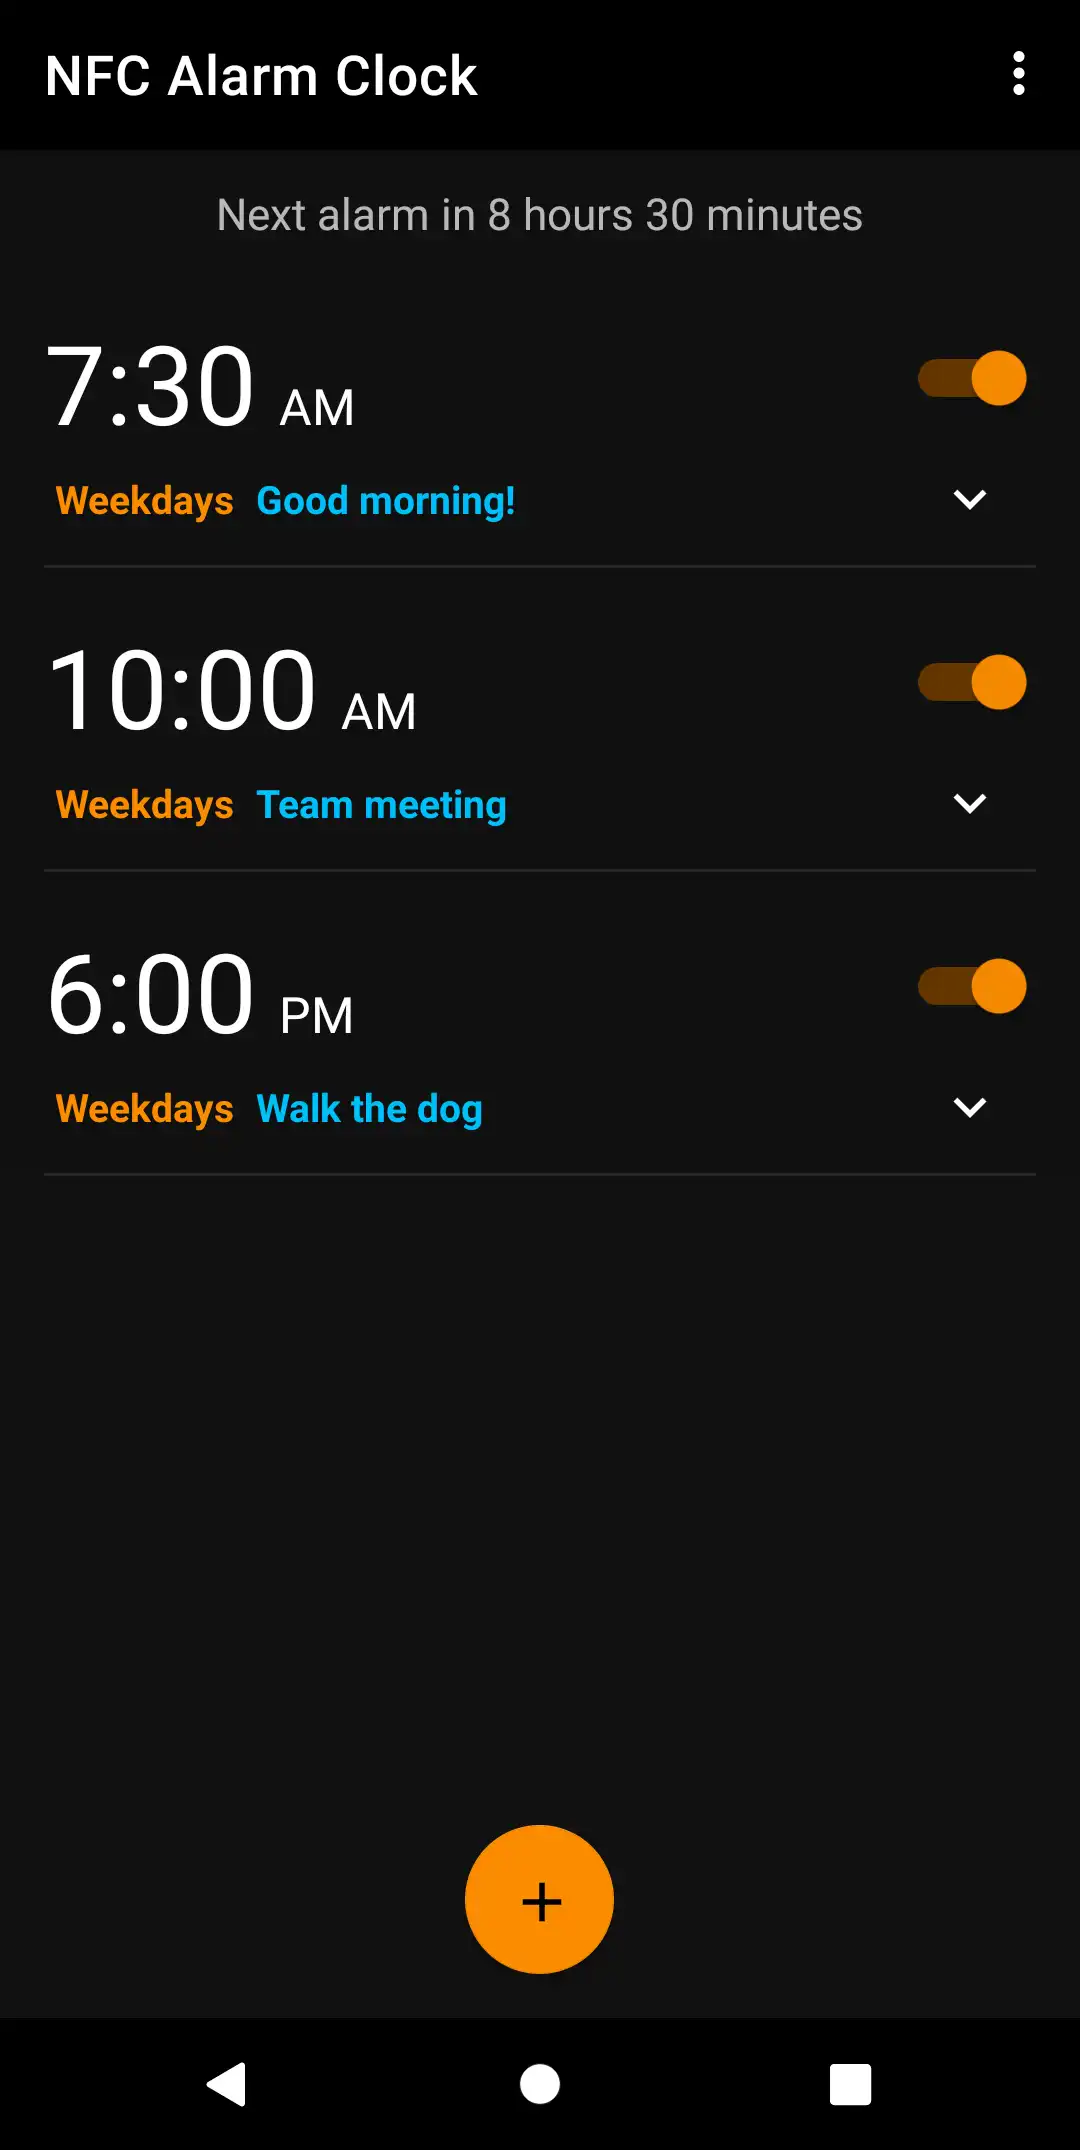 NFC Alarm Clock
Next alarm in 8 hours 30 minutes
7:30 AM
Weekdays Good morning!
10:00 AM
Weekdays Team meeting
6:00 PM
Weekdays Walk the dog